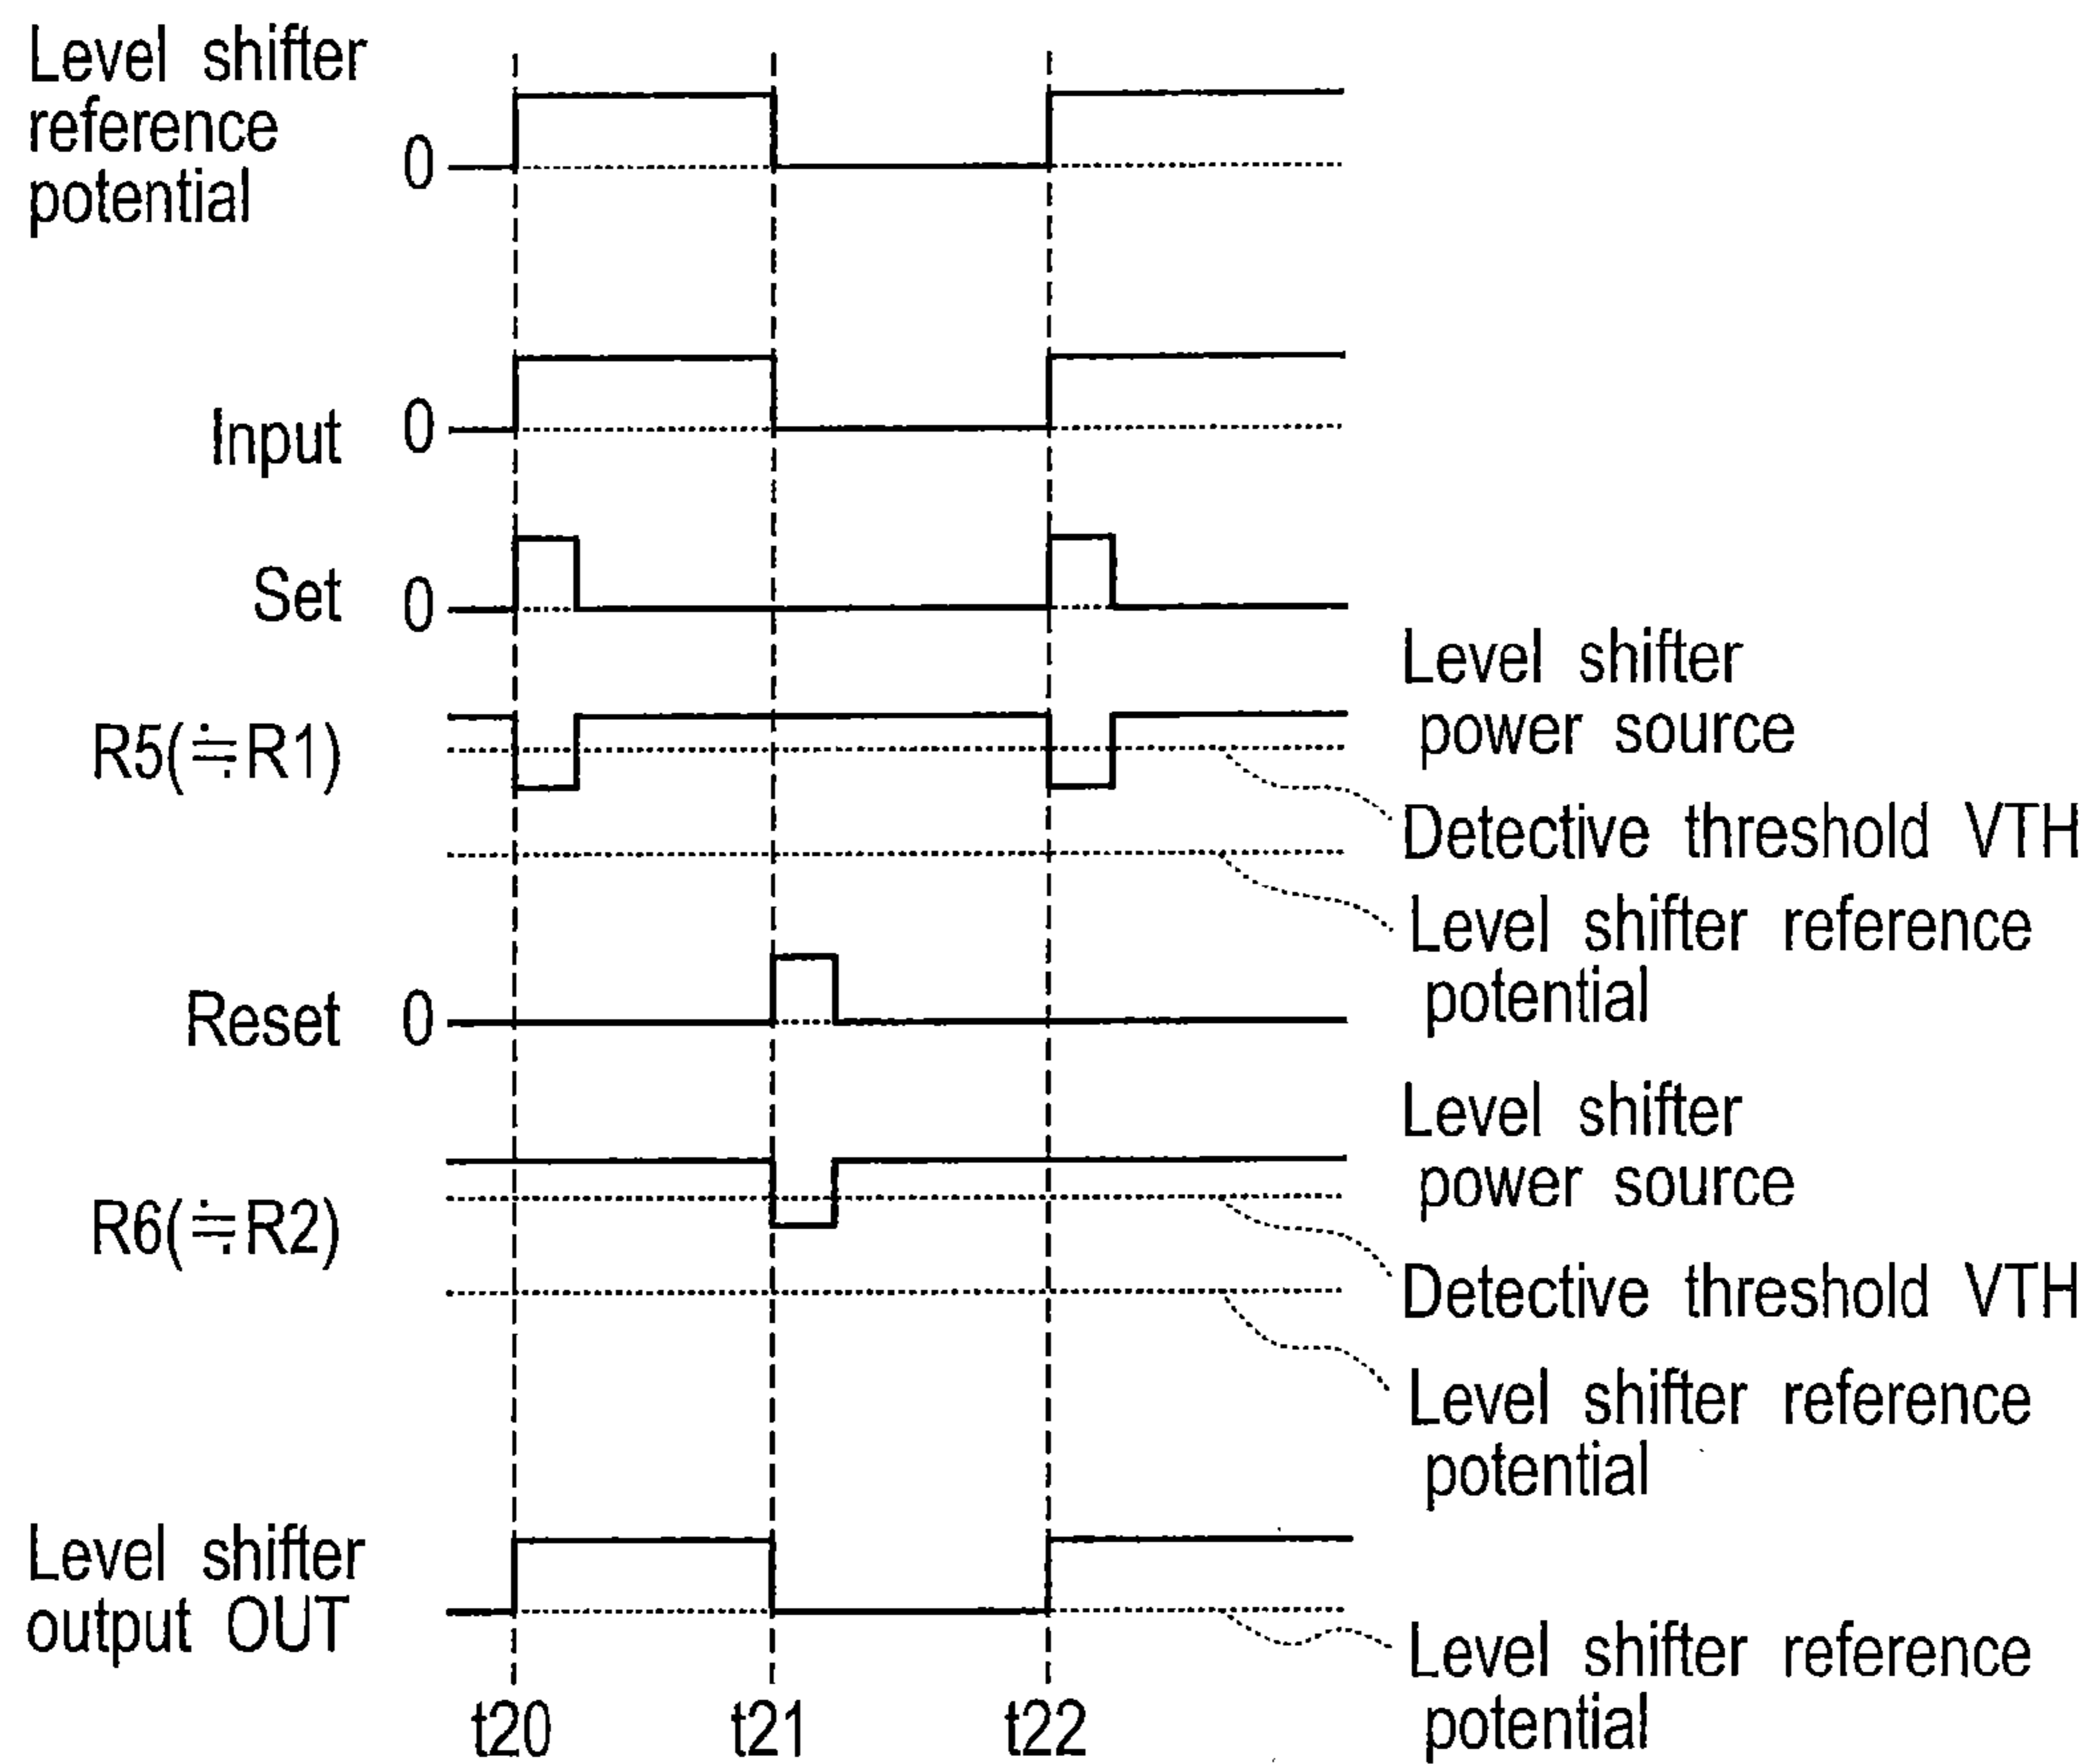 Level shifter
reference
potential
0
Input 0
Set 0
Level shifter
power source
R5(≒R1)
Detective threshold VTH
Level shifter reference
potential
Reset 0
Level shifter
power source
R6(≒R2)
Detective threshold VTH
Level shifter reference
potential
Level shifter
output OUT
Level shifter reference
potential
t20 t21 t22